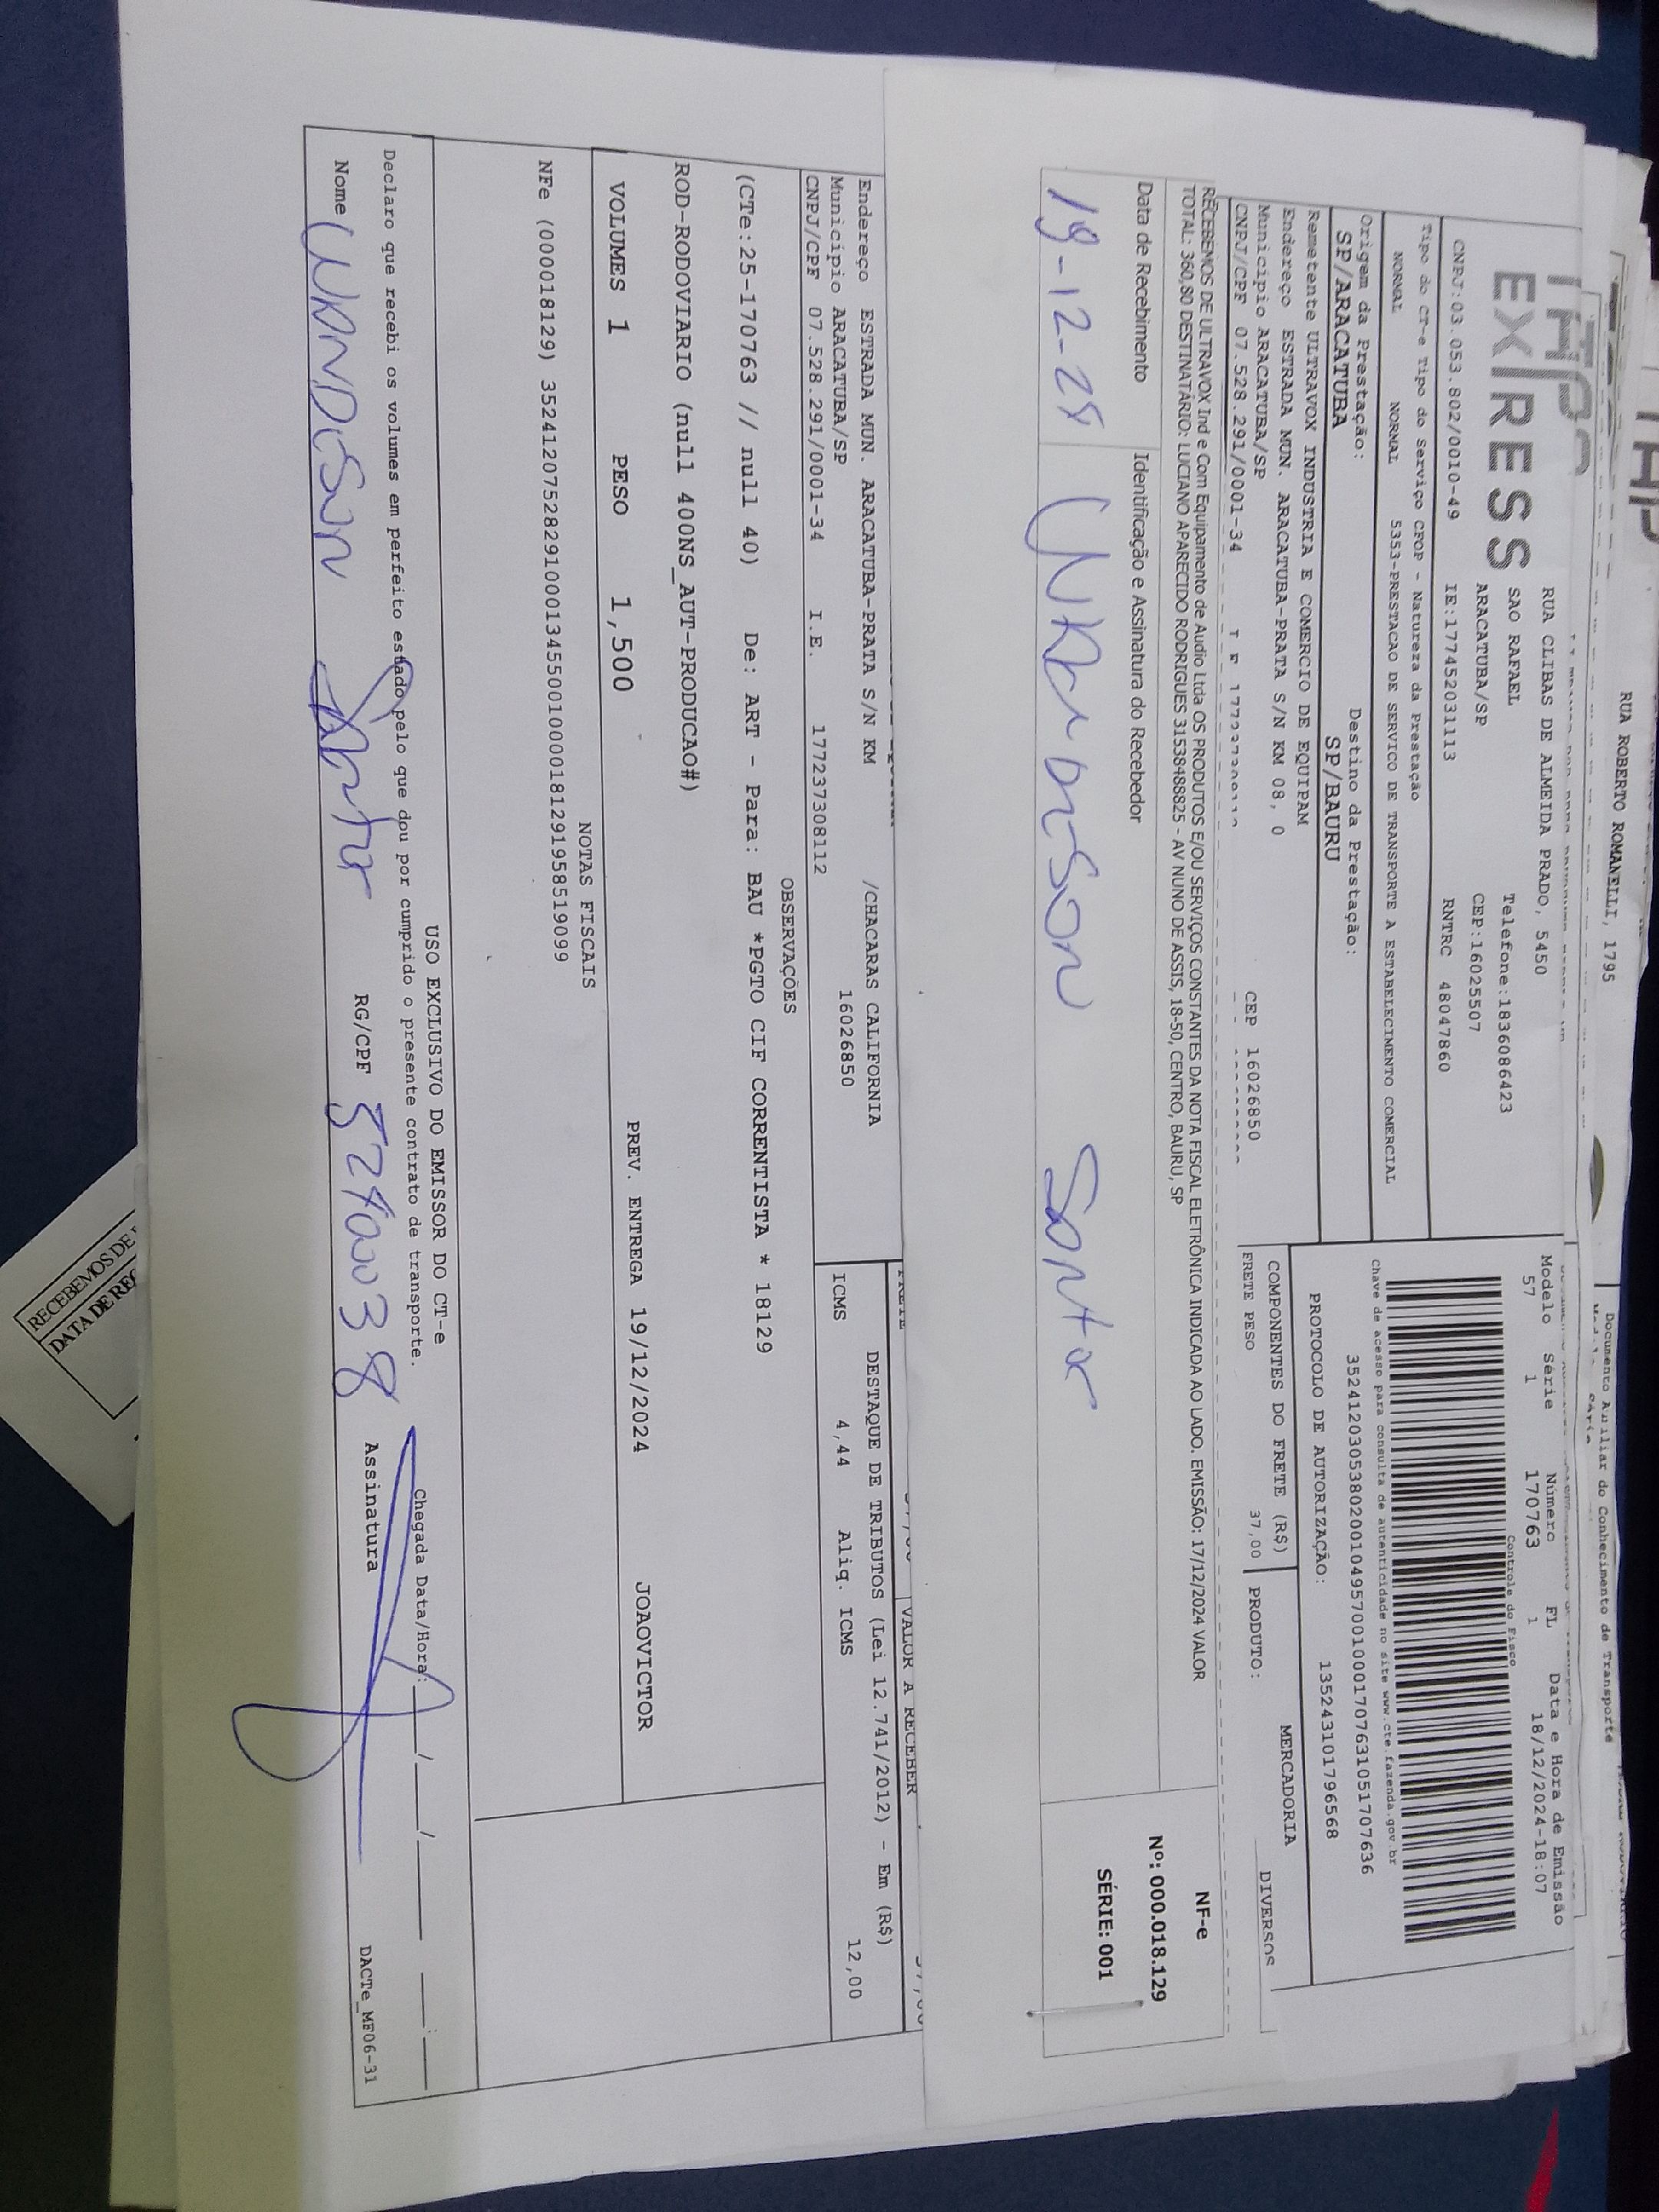 RUA ROBERTO ROMANELLI, 1795
Documento Auxiliar do Conhecimento de Transporte
EXPRESS
RUA CLIBAS DE ALMEIDA PRADO, 5450
SAO RAFAEL Telefone:1836086423
ARACATUBA/SP CEP:16025507
CNPJ:03.053.802/0010-49 IE:177452031113 RNTRC 48047860
Modelo Série Número FL Data e Hora de Emissão
57 1 170763 1 18/12/2024-18:07
Controle do Fisco
Tipo do CT-e Tipo do Serviço CFOP - Natureza da Prestação
NORMAL NORMAL 5353-PRESTACAO DE SERVICO DE TRANSPORTE A ESTABELECIMENTO COMERCIAL
Chave de acesso para consulta de autenticidade no site www.cte.fazenda.gov.br
35241203053802001049570010001707631051707636
Origem da Prestação: Destino da Prestação:
SP/ARACATUBA SP/BAURU
PROTOCOLO DE AUTORIZAÇÃO: 135243101796568
Remetente ULTRAVOX INDUSTRIA E COMERCIO DE EQUIPAM
Endereço ESTRADA MUN. ARACATUBA-PRATA S/N KM 08, 0
Municipio ARACATUBA/SP CEP 16026850
CNPJ/CPF 07.528.291/0001-34
COMPONENTES DO FRETE (R$) MERCADORIA
FRETE PESO 37,00 PRODUTO: DIVERSOS
RECEBEMOS DE ULTRAVOX Ind e Com Equipamento de Audio Ltda OS PRODUTOS E/OU SERVIÇOS CONSTANTES DA NOTA FISCAL ELETRÔNICA INDICADA AO LADO. EMISSÃO: 17/12/2024 VALOR
TOTAL: 360,80 DESTINATÁRIO: LUCIANO APARECIDO RODRIGUES 31538488825 - AV NUNO DE ASSIS, 18-50, CENTRO, BAURU, SP
NF-e
Nº: 000.018.129
SÉRIE: 001
Data de Recebimento Identificação e Assinatura do Recebedor
VALOR A RECEBER
Endereço ESTRADA MUN. ARACATUBA-PRATA S/N KM /CHACARAS CALIFORNIA
Municipio ARACATUBA/SP 16026850
CNPJ/CPF 07.528.291/0001-34 I.E. 177237308112
DESTAQUE DE TRIBUTOS (Lei 12.741/2012) - Em (R$)
ICMS 4,44 Aliq. ICMS 12,00
OBSERVAÇÕES
(CTe:25-170763 // null 40) De: ART - Para: BAU *PGTO CIF CORRENTISTA * 18129
ROD-RODOVIARIO (null 400NS_AUT-PRODUCAO#)
VOLUMES 1 PESO 1,500 PREV. ENTREGA 19/12/2024 JOAOVICTOR
NOTAS FISCAIS
NFe (000018129) 35241207528291000134550010000181291958519099
USO EXCLUSIVO DO EMISSOR DO CT-e
Declaro que recebi os volumes em perfeito estado pelo que dou por cumprido o presente contrato de transporte. Chegada Data/Hora: __/__/__ __:__
Nome RG/CPF Assinatura
DACTe_MF06-31
RECEBEMOS DE